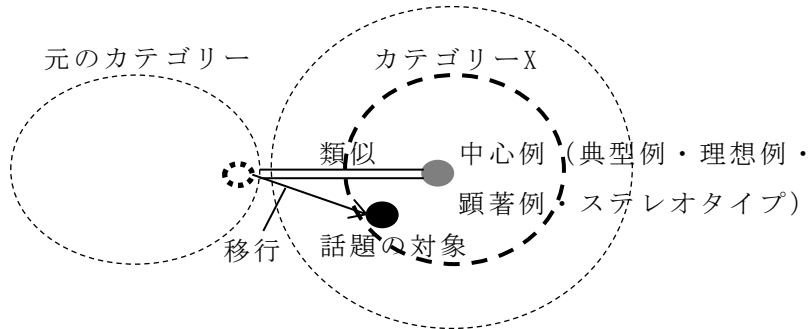 元のカテゴリー
カテゴリーX
類似
中心例（典型例・理想例・
顕著例・ステレオタイプ）
移行
話題の対象